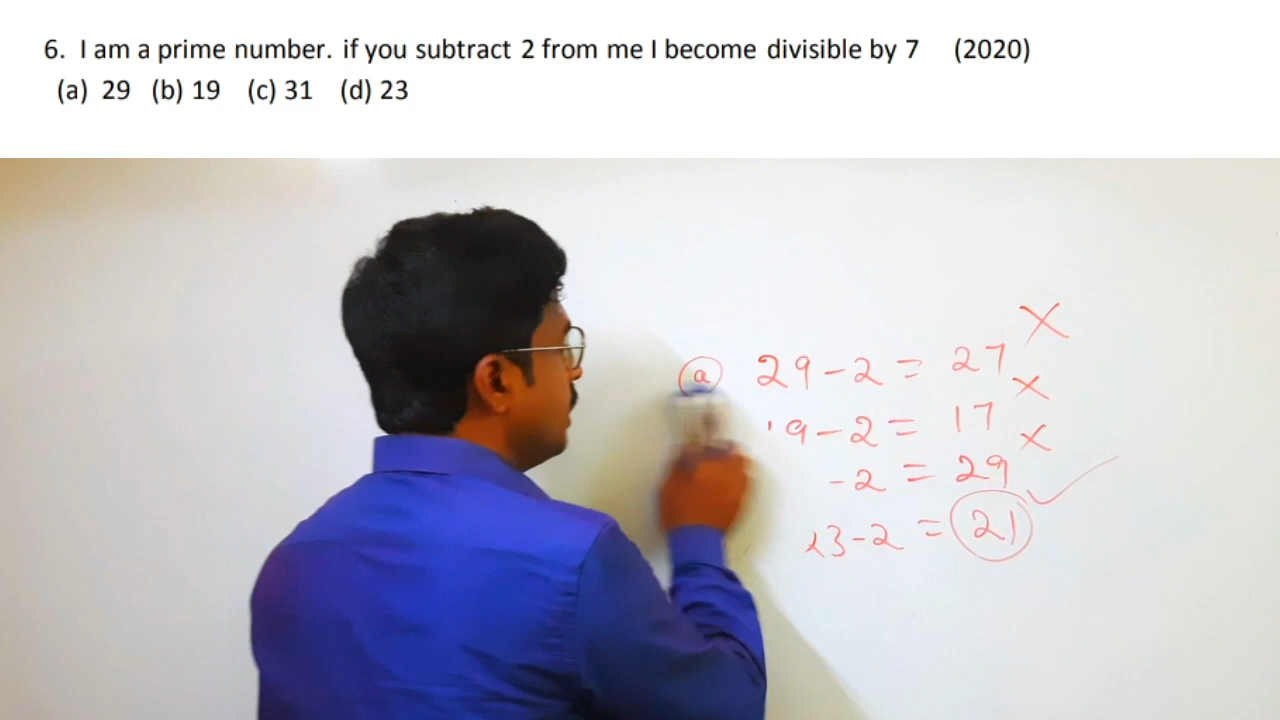 6. I am a prime number. if you subtract 2 from me I become divisible by 7 (2020)
(a) 29 (b) 19 (c) 31 (d) 23
a 29-2 = 27 X
9-2 = 17 X
-2 = 29 X
3-2 = 21 ✓